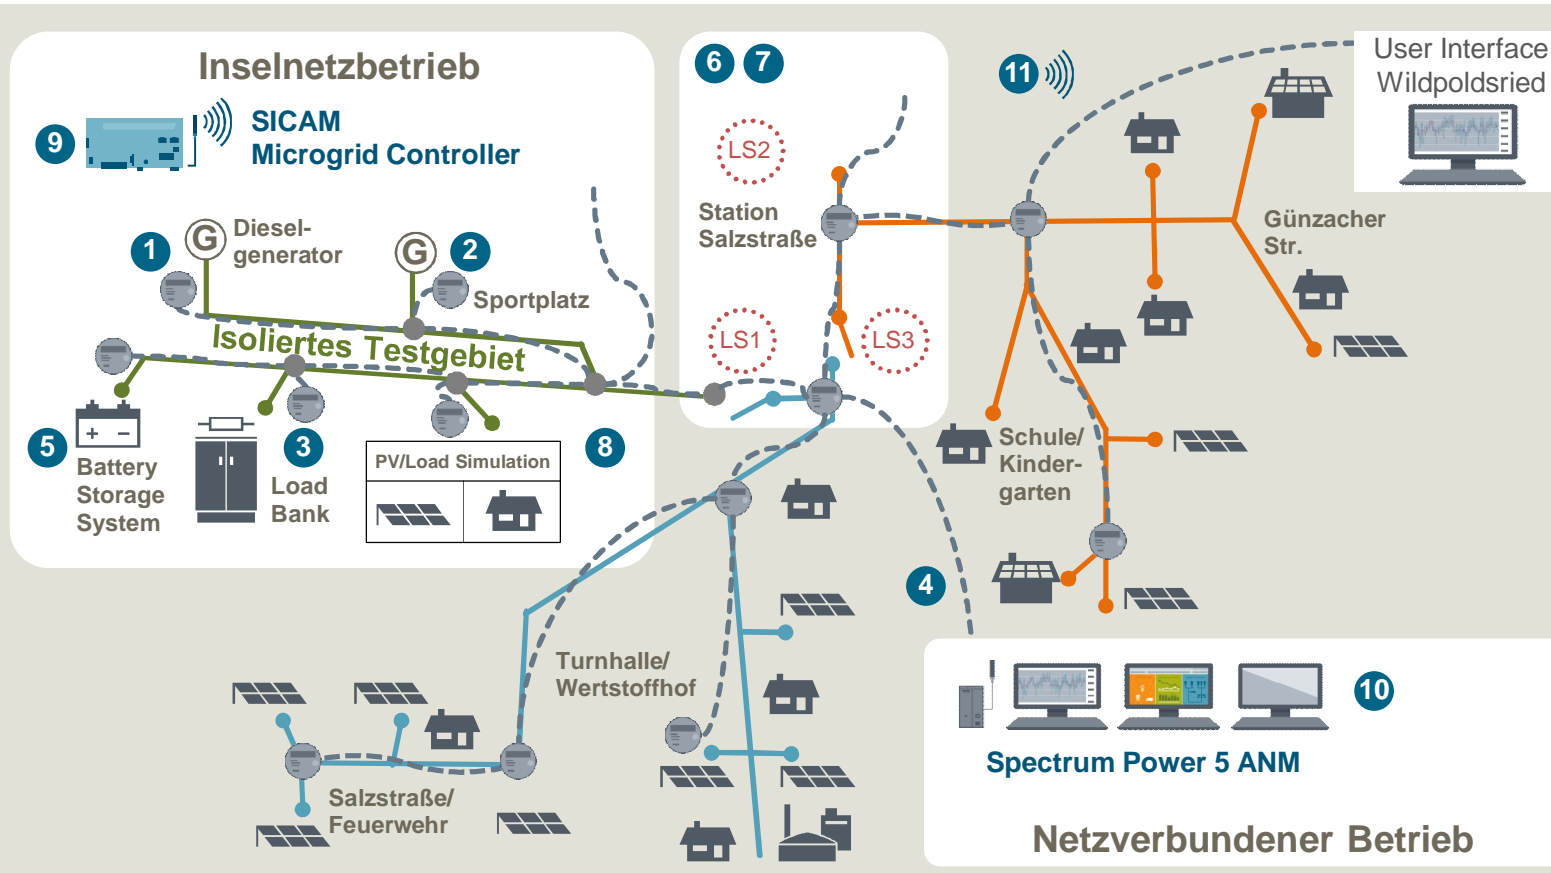 Inselnetzbetrieb
9
SICAM
Microgrid Controller
1
G
Diesel-
generator
G
2
Sportplatz
Isoliertes Testgebiet
5
+ −
Battery
Storage
System
3
Load
Bank
PV/Load Simulation
8
6
7
LS2
Station
Salzstraße
LS1
LS3
11
User Interface
Wildpoldsried
Günzacher
Str.
Schule/
Kinder-
garten
4
Turnhalle/
Wertstoffhof
Salzstraße/
Feuerwehr
10
Spectrum Power 5 ANM
Netzverbundener Betrieb